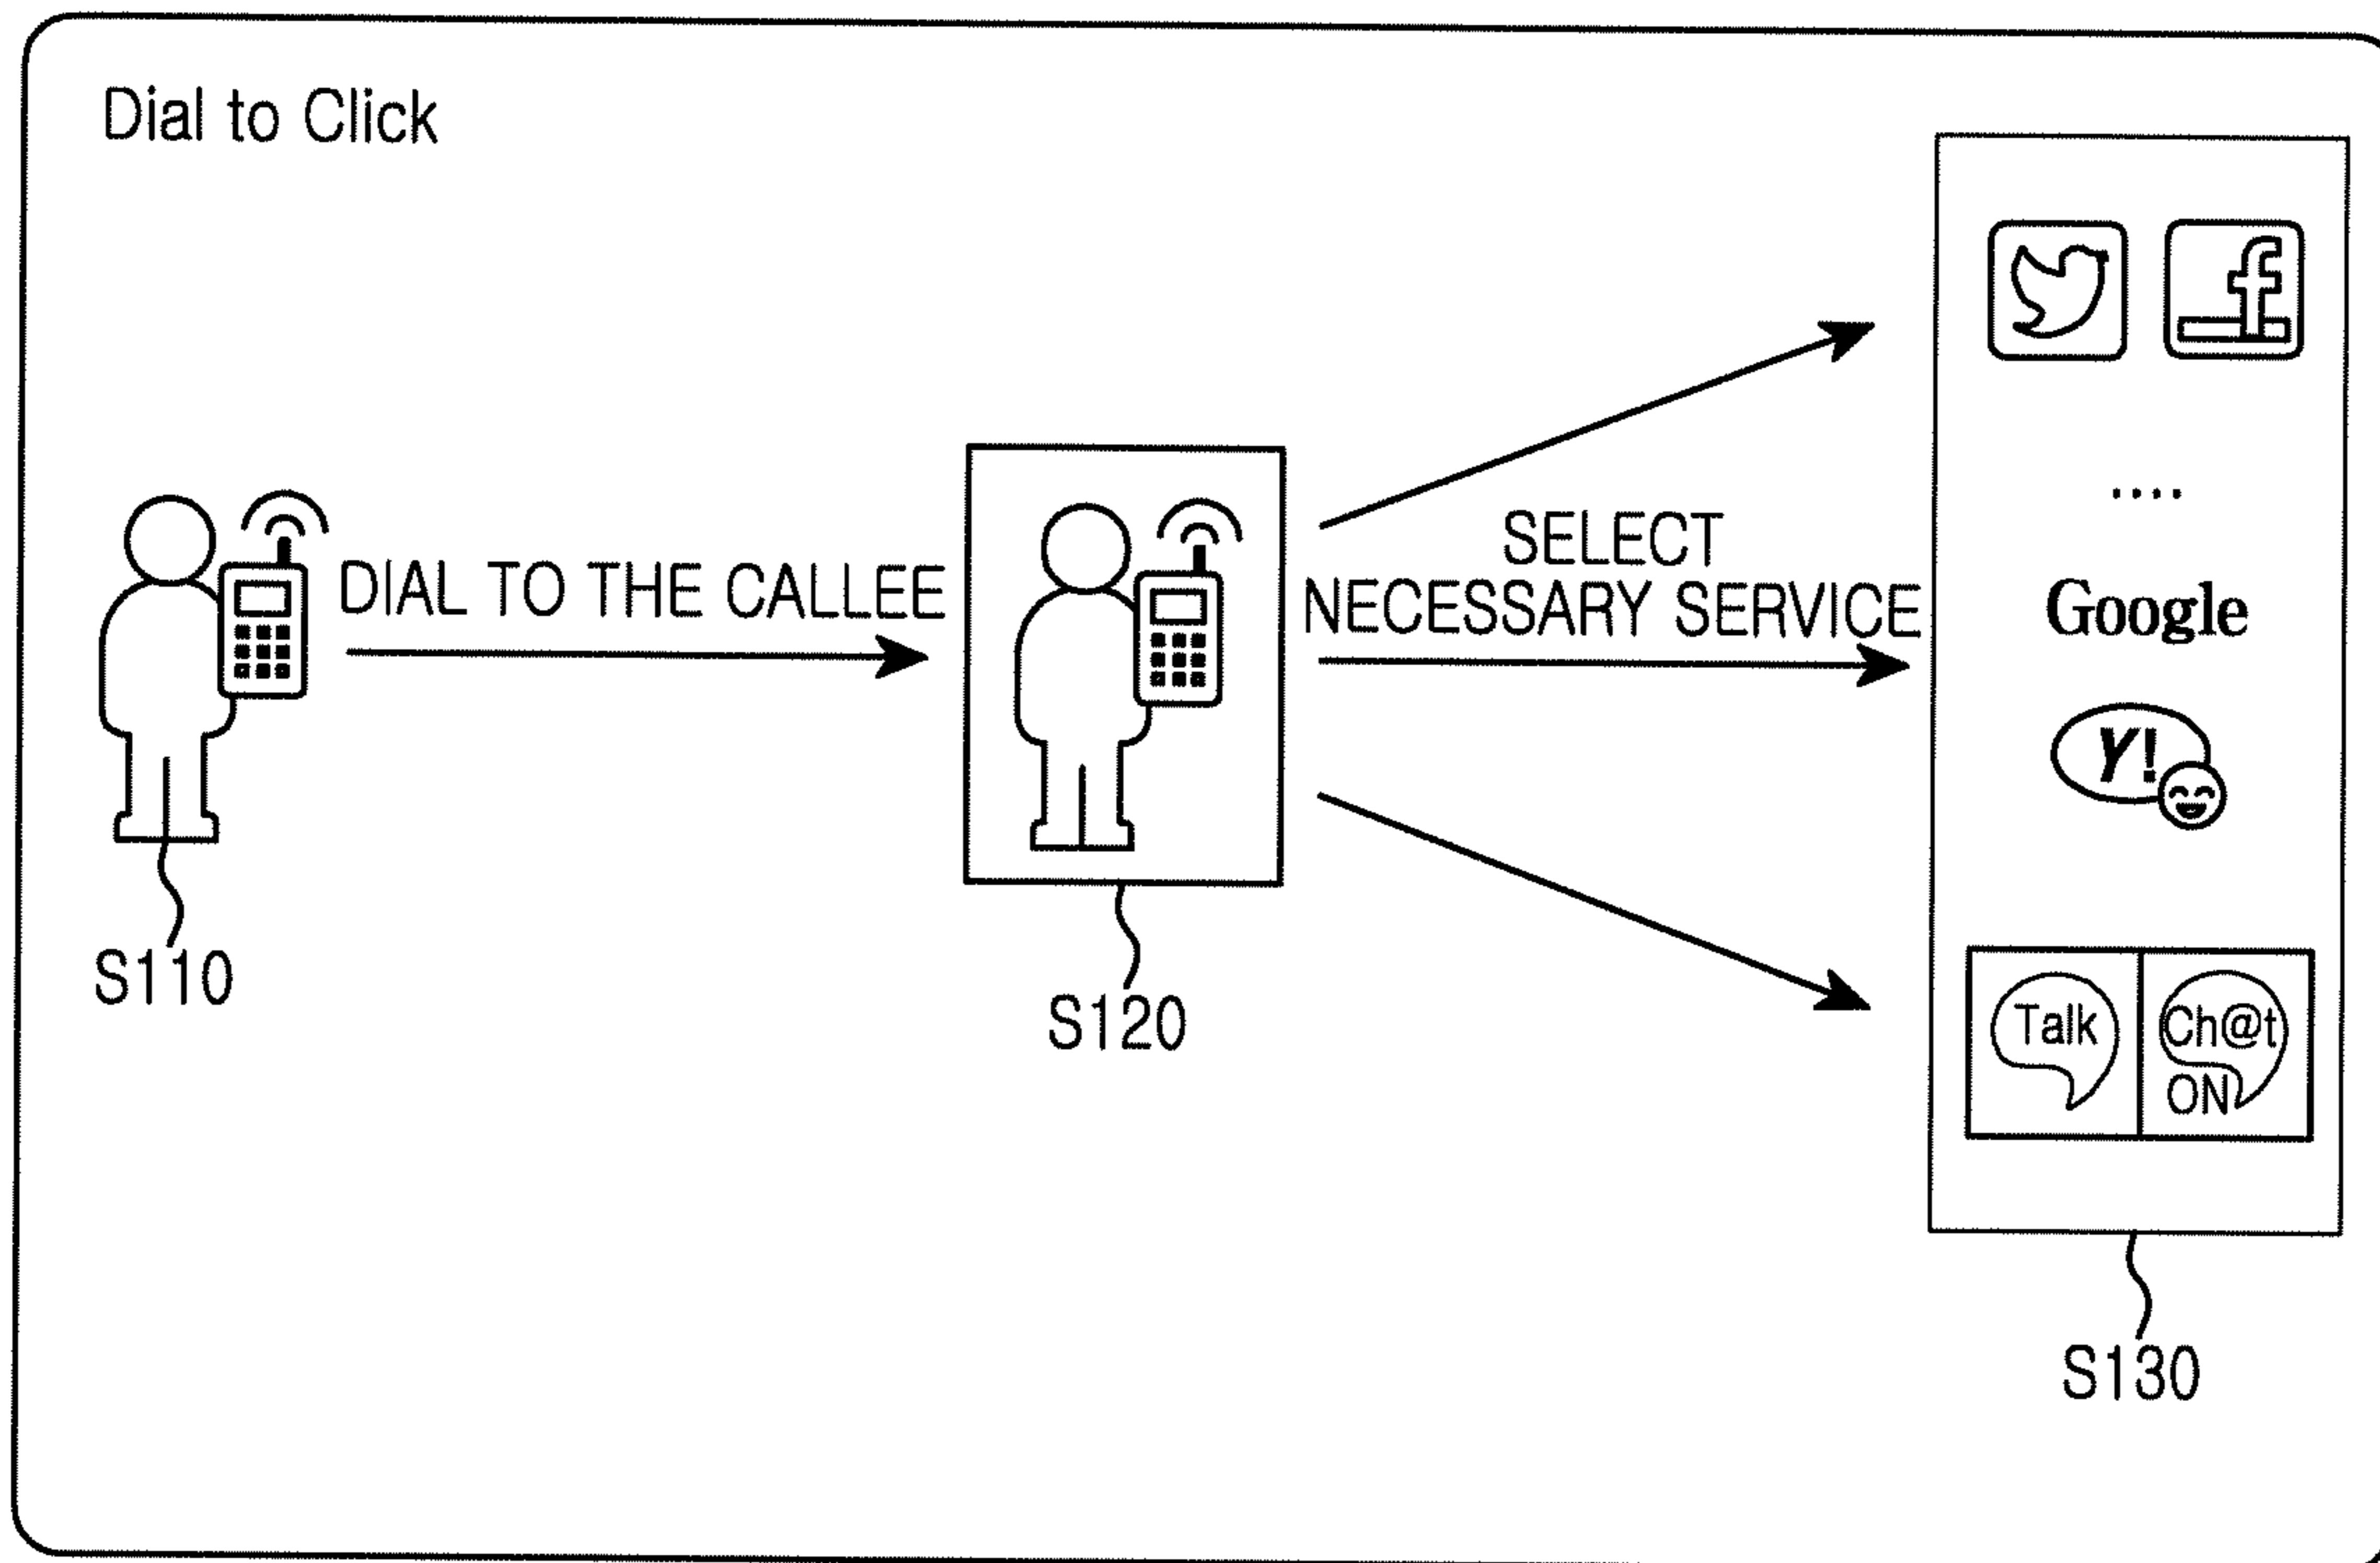 Dial to Click
DIAL TO THE CALLEE
S110
S120
SELECT
NECESSARY SERVICE
f
....
Google
Y!
Talk
Ch@t
ON
S130